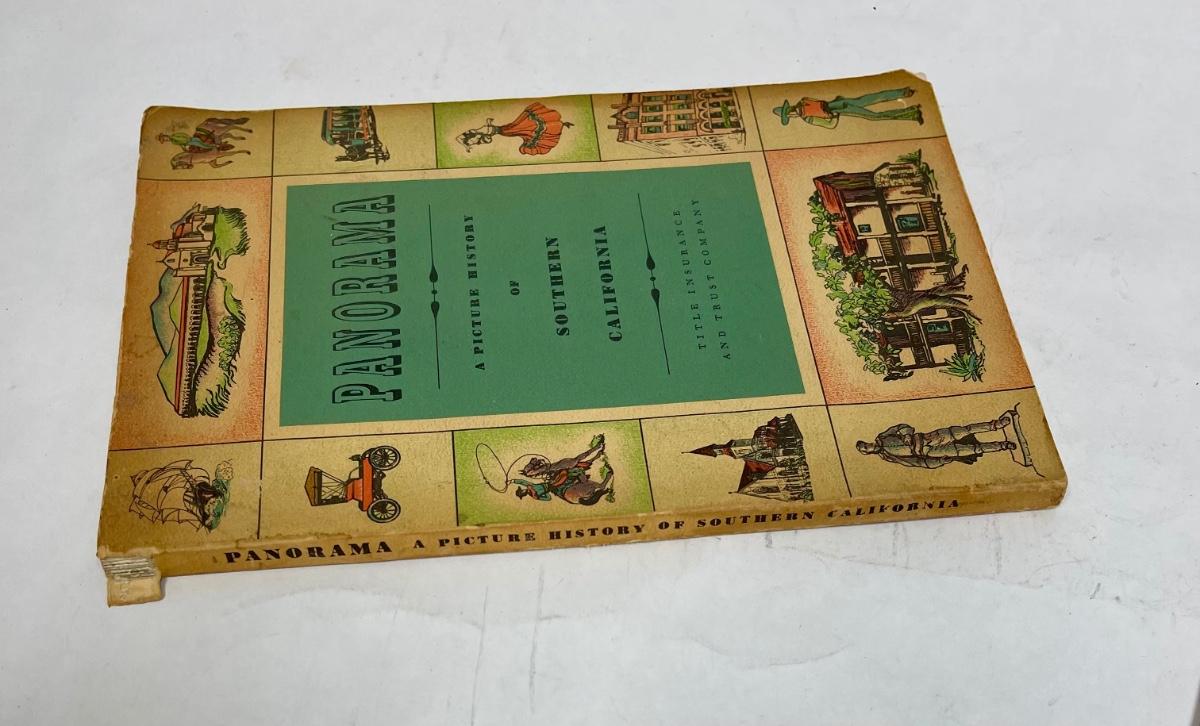 PANORAMA
A PICTURE HISTORY
OF
SOUTHERN
CALIFORNIA
TITLE INSURANCE
AND TRUST COMPANY
PANORAMA A PICTURE HISTORY OF SOUTHERN CALIFORNIA